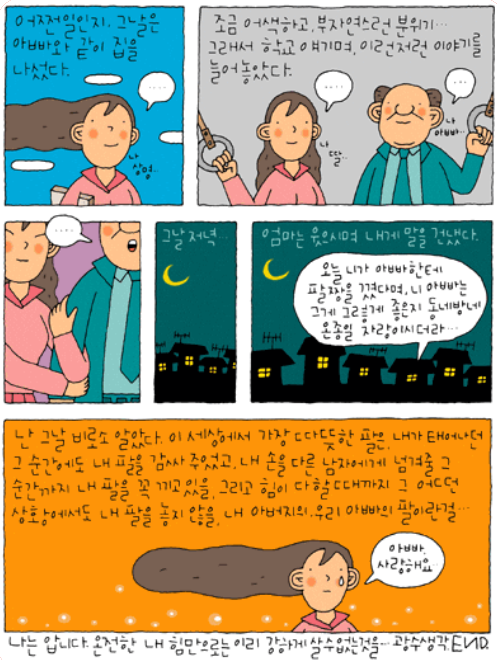 어쩌일인지. 그날은
아빠와 같이 집을
나섰다.
....
나
상명.
조금 어색하고, 부자연스런 분위기...
그래서 학교 얘기며, 이런저런 이야기를
늘어놓았다.
....
....
나
딸..
나
아빠...
....
그날 저녁...
엄마는 웃으시며 내게 말을 건냈다.
오늘 니가 아빠한테
팔짱을 꼈다며, 니 아빠는
그게 그렇게 좋은지 동네방네
온종일 자랑이시더라...
난 그날 비로소 알았다. 이 세상에서 가장 따뜻한 팔은, 내가 태어나던
그 순간에도 내 팔을 감싸 주었고, 내 손을 다른 남자에게 넘겨줄 그
순간까지 내 팔을 꼭 끼고있을, 그리고 힘이 다할때까지 그 어떤
상황에서도 내 팔을 놓지 않을, 내 아버지의. 우리 아빠의 팔이란걸...
아빠.
사랑해요..
나는 압니다. 온전한 내 힘만으로는 이리 강하게 살수없는것을... 광수생각. END.